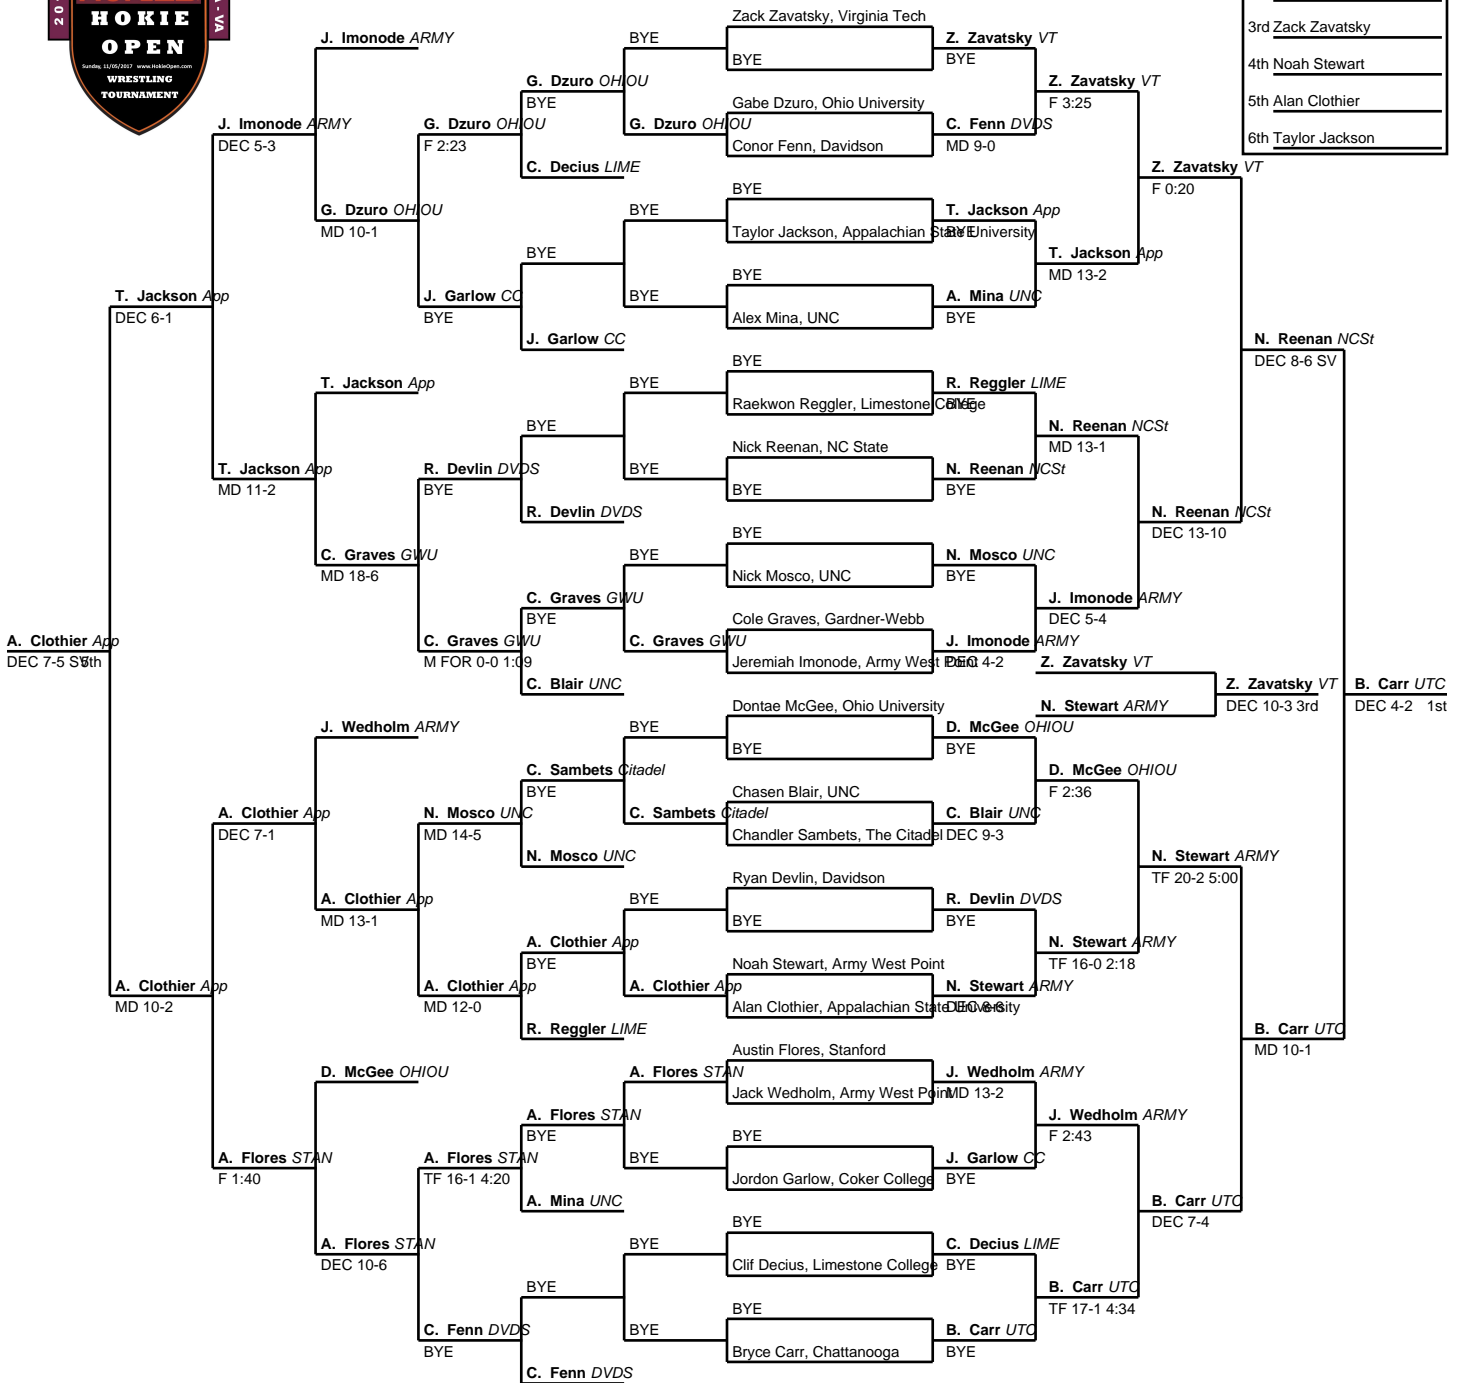 HOKIE
OPEN
Sunday, 11/05/2017 www.HokieOpen.com
WRESTLING
TOURNAMENT
20-
A-VA
3rd Zack Zavatsky
4th Noah Stewart
5th Alan Clothier
6th Taylor Jackson
A. Clothier App
DEC 7-5 SV 5th
T. Jackson App
DEC 6-1
A. Clothier App
MD 10-2
J. Imonode ARMY
DEC 5-3
T. Jackson App
MD 11-2
A. Clothier App
DEC 7-1
A. Flores STAN
F 1:40
J. Imonode ARMY
G. Dzuro OHIOU
MD 10-1
T. Jackson App
C. Graves GWU
MD 18-6
J. Wedholm ARMY
A. Clothier App
MD 13-1
D. McGee OHIOU
A. Flores STAN
DEC 10-6
G. Dzuro OHIOU
F 2:23
J. Garlow CC
BYE
R. Devlin DVDS
BYE
C. Graves GWU
M FOR 0-0 1:09
N. Mosco UNC
MD 14-5
A. Clothier App
MD 12-0
A. Flores STAN
TF 16-1 4:20
C. Fenn DVDS
BYE
G. Dzuro OHIOU
BYE
C. Decius LIME
BYE
J. Garlow CC
BYE
R. Devlin DVDS
C. Graves GWU
BYE
C. Blair UNC
C. Sambets Citadel
BYE
N. Mosco UNC
A. Clothier App
BYE
R. Reggler LIME
A. Flores STAN
BYE
A. Mina UNC
BYE
C. Fenn DVDS
BYE
G. Dzuro OHIOU
BYE
BYE
BYE
BYE
BYE
C. Graves GWU
BYE
C. Sambets Citadel
BYE
A. Clothier App
A. Flores STAN
BYE
BYE
BYE
Zack Zavatsky, Virginia Tech
BYE
Gabe Dzuro, Ohio University
Conor Fenn, Davidson
BYE
Taylor Jackson, Appalachian State University
BYE
Alex Mina, UNC
BYE
Raekwon Reggler, Limestone College
Nick Reenan, NC State
BYE
BYE
Nick Mosco, UNC
Cole Graves, Gardner-Webb
Jeremiah Imonode, Army West Point
Dontae McGee, Ohio University
BYE
Chasen Blair, UNC
Chandler Sambets, The Citadel
Ryan Devlin, Davidson
BYE
Noah Stewart, Army West Point
Alan Clothier, Appalachian State University
Austin Flores, Stanford
Jack Wedholm, Army West Point
BYE
Jordon Garlow, Coker College
BYE
Clif Decius, Limestone College
BYE
Bryce Carr, Chattanooga
Z. Zavatsky VT
BYE
C. Fenn DVDS
MD 9-0
T. Jackson App
BYE
A. Mina UNC
BYE
R. Reggler LIME
BYE
N. Reenan NCSt
BYE
N. Mosco UNC
BYE
J. Imonode ARMY
DEC 4-2
D. McGee OHIOU
BYE
C. Blair UNC
DEC 9-3
R. Devlin DVDS
BYE
N. Stewart ARMY
DEC 8-6
J. Wedholm ARMY
MD 13-2
J. Garlow CC
BYE
C. Decius LIME
BYE
B. Carr UTC
BYE
Z. Zavatsky VT
F 3:25
T. Jackson App
MD 13-2
N. Reenan NCSt
MD 13-1
J. Imonode ARMY
DEC 5-4
D. McGee OHIOU
F 2:36
N. Stewart ARMY
TF 16-0 2:18
J. Wedholm ARMY
F 2:43
B. Carr UTC
TF 17-1 4:34
Z. Zavatsky VT
F 0:20
N. Reenan NCSt
DEC 13-10
N. Stewart ARMY
TF 20-2 5:00
B. Carr UTC
DEC 7-4
N. Reenan NCSt
DEC 8-6 SV
B. Carr UTC
MD 10-1
Z. Zavatsky VT
N. Stewart ARMY
Z. Zavatsky VT
DEC 10-3 3rd
B. Carr UTC
DEC 4-2 1st